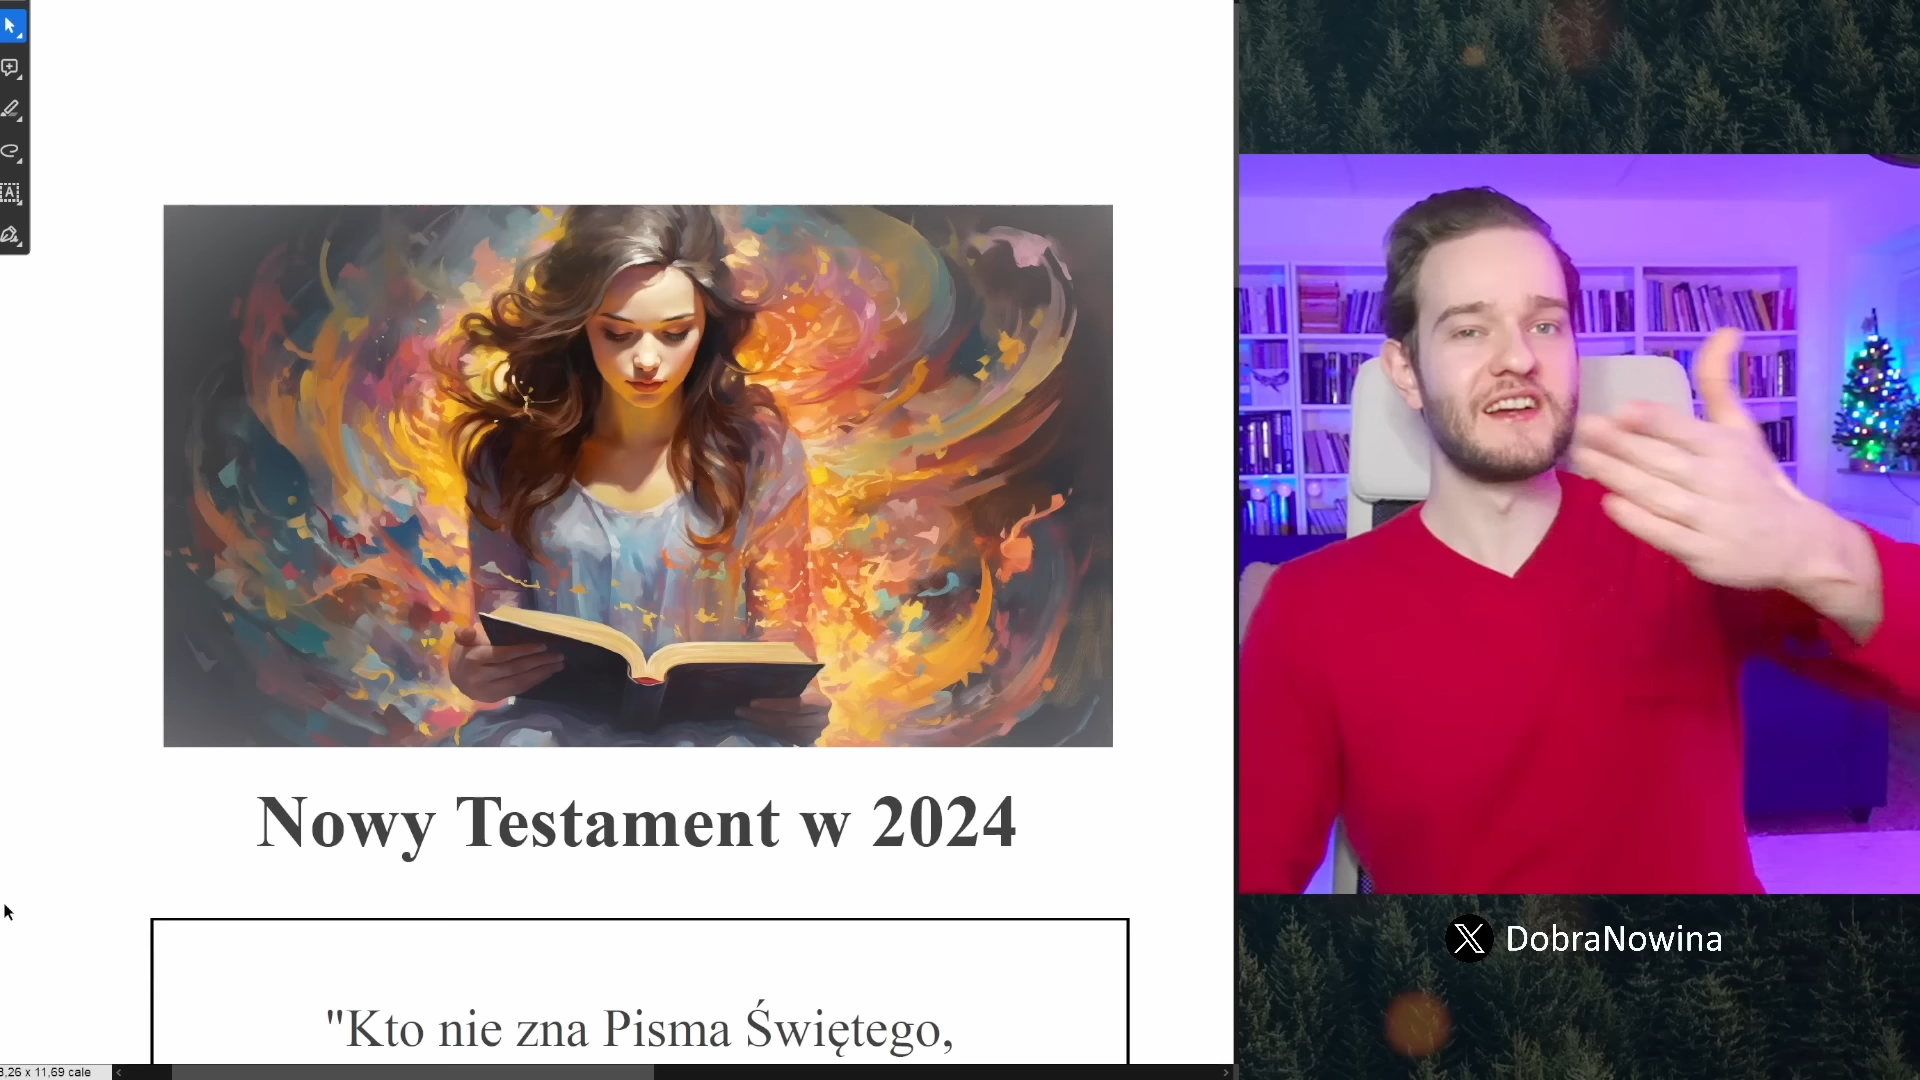 Nowy Testament w 2024
"Kto nie zna Pisma Świętego,
DobraNowina
8,26 x 11,69 cale